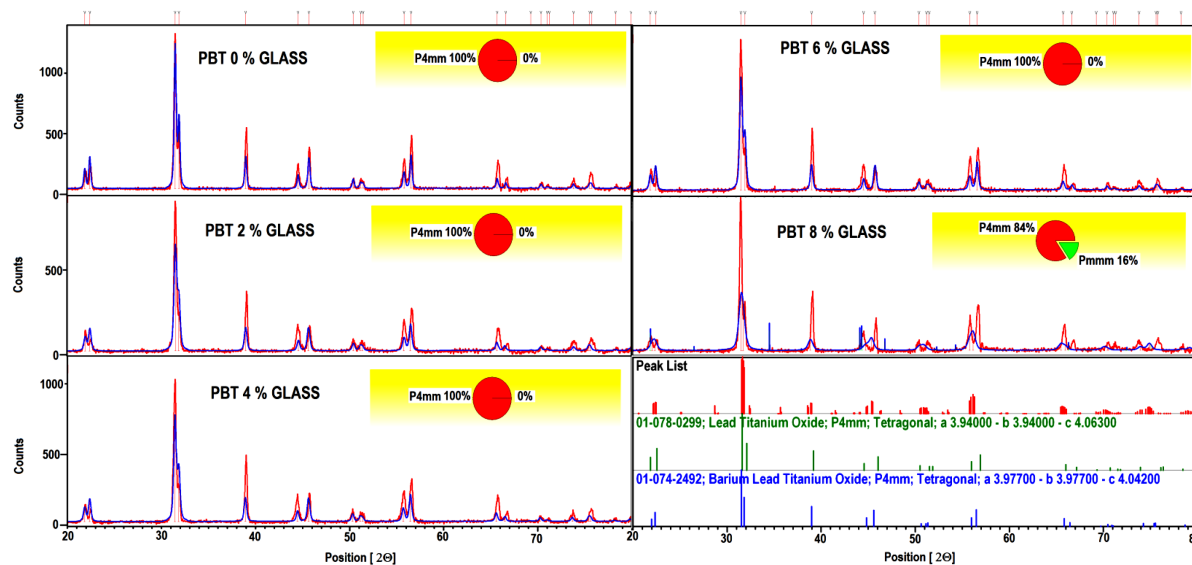 PBT 0 % GLASS
P4mm 100%
0%
1000
500
0
Counts
PBT 2 % GLASS
P4mm 100%
0%
500
0
Counts
PBT 4 % GLASS
P4mm 100%
0%
1000
500
0
Counts
20
30
40
50
60
70
Position [ 2Θ]
PBT 6 % GLASS
P4mm 100%
0%
PBT 8 % GLASS
P4mm 84%
Pmmm 16%
Peak List
01-078-0299; Lead Titanium Oxide; P4mm; Tetragonal; a 3.94000 - b 3.94000 - c 4.06300
01-074-2492; Barium Lead Titanium Oxide; P4mm; Tetragonal; a 3.97700 - b 3.97700 - c 4.04200
20
30
40
50
60
70
80
Position [ 2Θ]